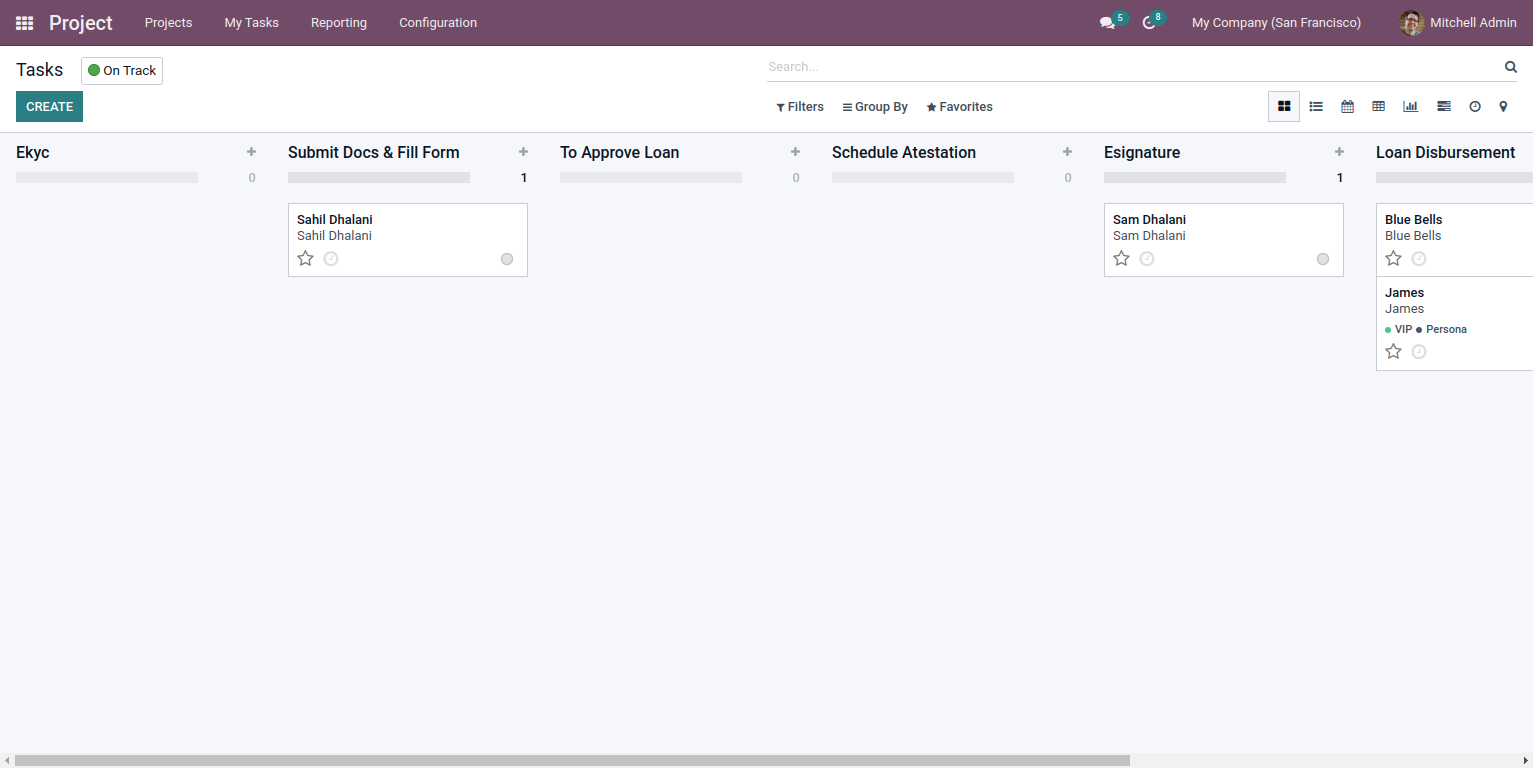 Project Projects My Tasks Reporting Configuration 5 8 My Company (San Francisco) Mitchell Admin
Tasks On Track Search...
CREATE Filters Group By Favorites
Ekyc Submit Docs & Fill Form To Approve Loan Schedule Atestation Esignature Loan Disbursement
0 1 0 0 1
Sahil Dhalani Sam Dhalani Blue Bells
Sahil Dhalani Sam Dhalani Blue Bells
James
James
VIP Persona